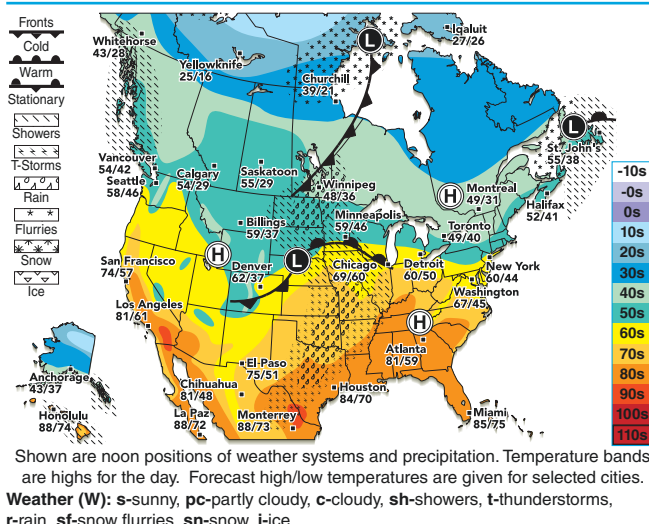 Fronts
Cold
Warm
Stationary
Showers
T-Storms
Rain
Flurries
Snow
Ice
Whitehorse
43/28
Yellowknife
25/16
Iqaluit
27/26
Churchill
39/21
L
L
St. John's
55/38
Vancouver
54/42
Seattle
58/46
Calgary
54/29
Saskatoon
55/29
Winnipeg
48/36
H
Montreal
49/31
Halifax
52/41
Billings
59/37
Minneapolis
59/46
Toronto
49/40
San Francisco
74/57
H
Denver
62/37
L
Chicago
69/60
Detroit
60/50
New York
60/44
Washington
67/45
Los Angeles
81/61
H
Atlanta
81/59
El Paso
75/51
Anchorage
43/37
Chihuahua
81/48
Houston
84/70
Honolulu
88/74
La Paz
88/72
Monterrey
88/73
Miami
85/75
-10s
-0s
0s
10s
20s
30s
40s
50s
60s
70s
80s
90s
100s
110s
Shown are noon positions of weather systems and precipitation. Temperature bands
are highs for the day. Forecast high/low temperatures are given for selected cities.
Weather (W): s-sunny, pc-partly cloudy, c-cloudy, sh-showers, t-thunderstorms,
r-rain, sf-snow flurries, sn-snow, i-ice